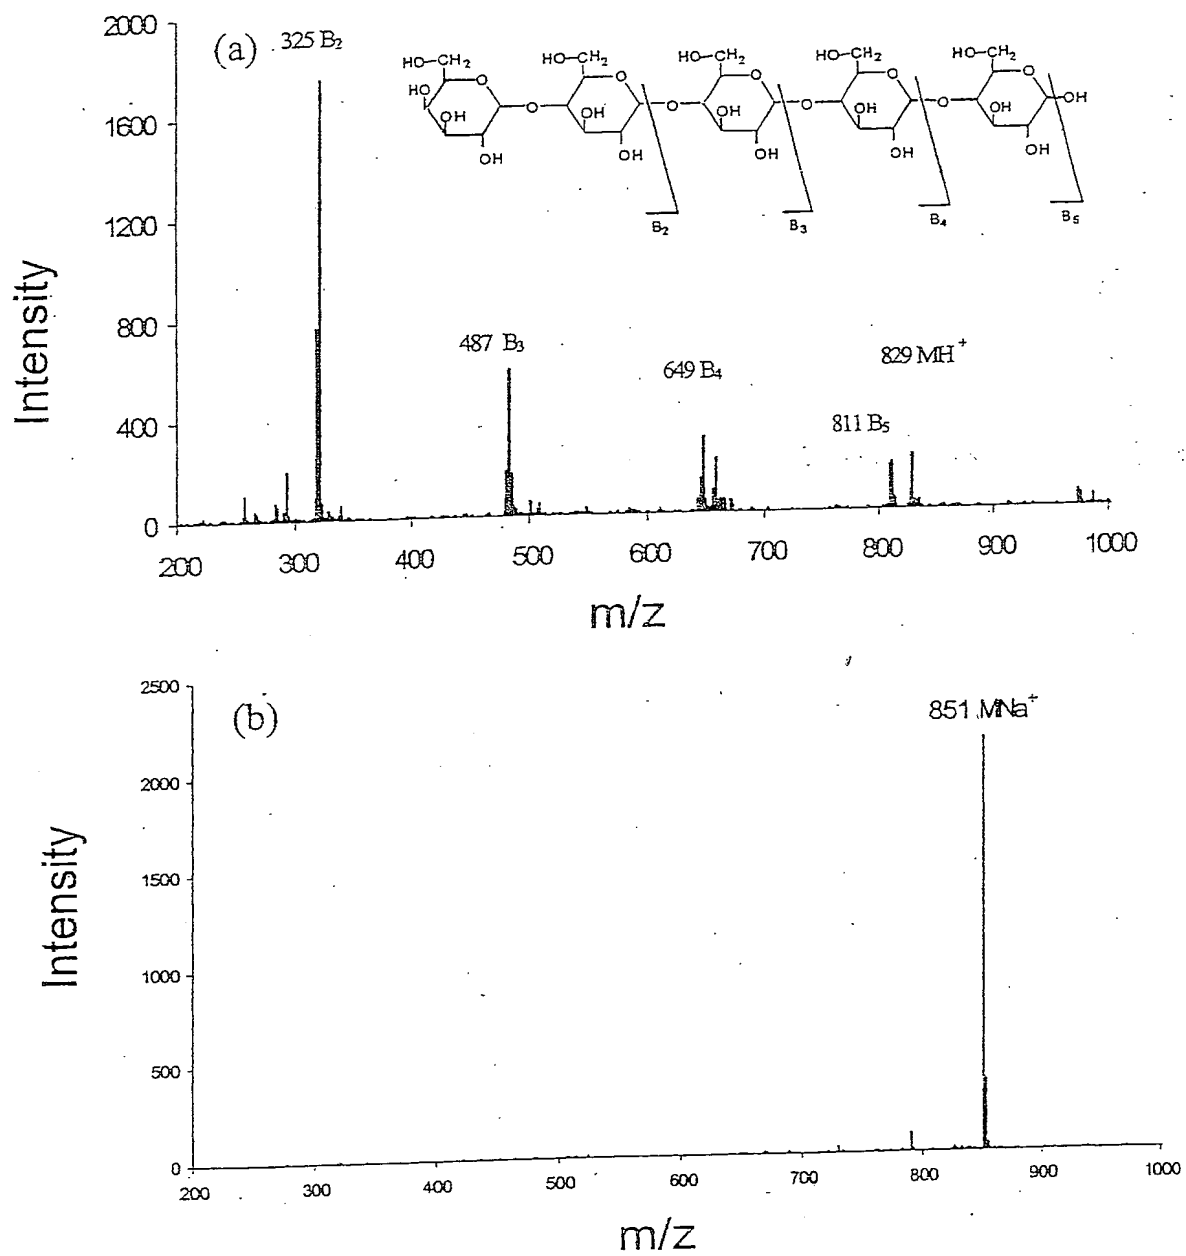 2000
(a)
325 B2
1600
1200
800
400
0
Intensity
HO-CH2
HO-CH2
HO-CH2
HO-CH2
HO-CH2
O
O
O
O
O
HO
OH
O
OH
O
OH
O
OH
O
OH
OH
OH
OH
OH
OH
OH
B2
B3
B4
B5
487 B3
649 B4
829 MH+
811 B5
200
300
400
500
600
700
800
900
1000
m/z
2500
(b)
851 MNa+
2000
1500
1000
500
0
Intensity
200
300
400
500
600
700
800
900
1000
m/z